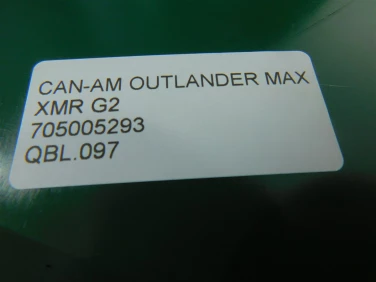 CAN-AM OUTLANDER MAX
XMR G2
705005293
QBL.097